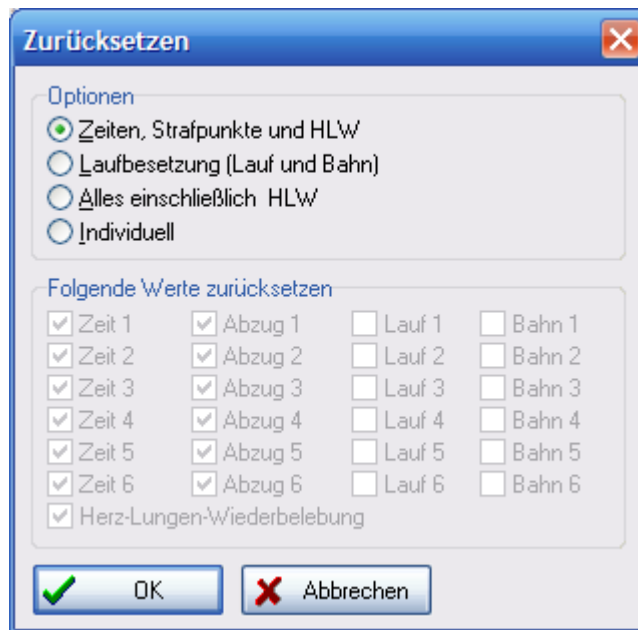 Zurücksetzen
Optionen
Zeiten, Strafpunkte und HLW
Laufbesetzung (Lauf und Bahn)
Alles einschließlich HLW
Individuell
Folgende Werte zurücksetzen
Zeit 1 Abzug 1 Lauf 1 Bahn 1
Zeit 2 Abzug 2 Lauf 2 Bahn 2
Zeit 3 Abzug 3 Lauf 3 Bahn 3
Zeit 4 Abzug 4 Lauf 4 Bahn 4
Zeit 5 Abzug 5 Lauf 5 Bahn 5
Zeit 6 Abzug 6 Lauf 6 Bahn 6
Herz-Lungen-Wiederbelebung
OK Abbrechen